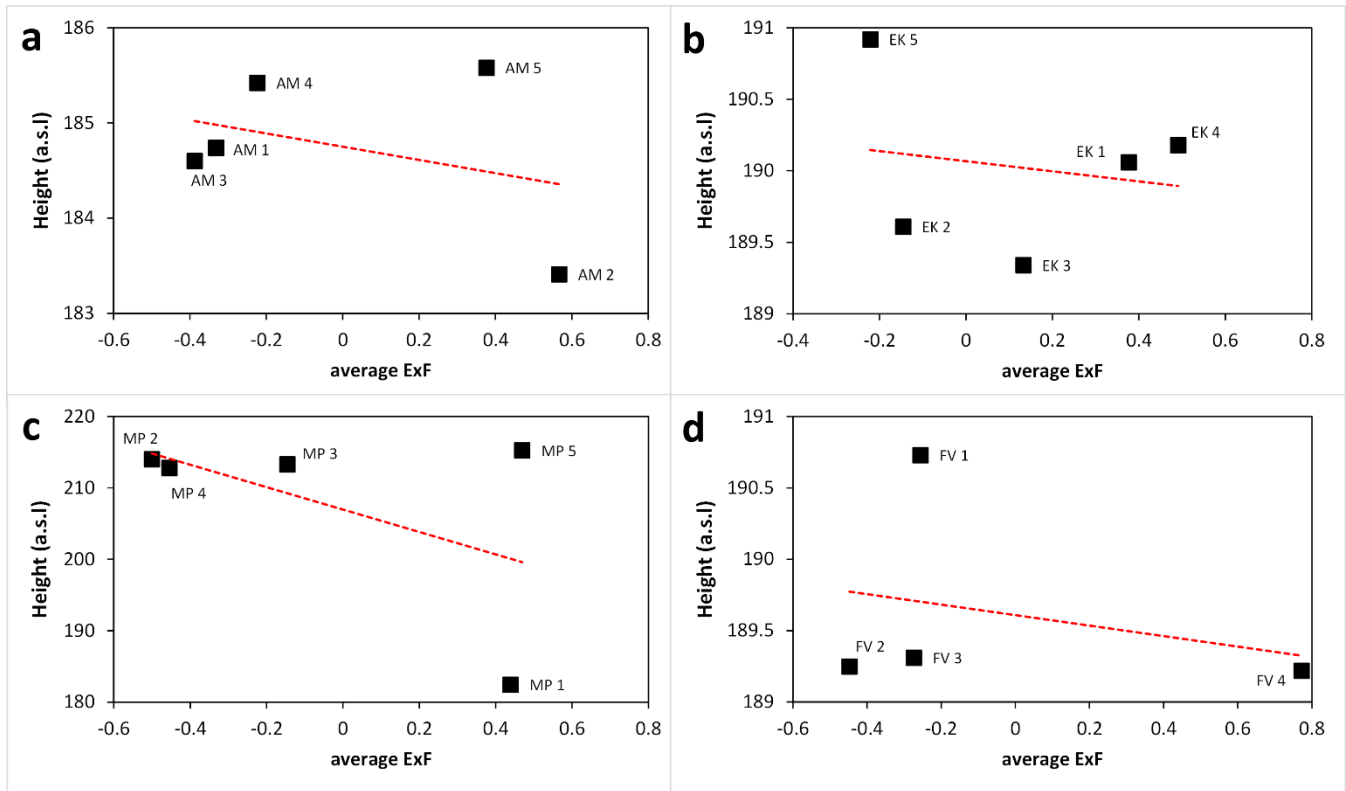 a
186
185
184
183
Height (a.s.l)
AM 5
AM 4
AM 1
AM 3
AM 2
-0.6 -0.4 -0.2 0 0.2 0.4 0.6 0.8
average ExF
b
191
190.5
190
189.5
189
Height (a.s.l)
EK 5
EK 4
EK 1
EK 2
EK 3
-0.4 -0.2 0 0.2 0.4 0.6 0.8
average ExF
c
220
210
200
190
180
Height (a.s.l)
MP 2
MP 3
MP 5
MP 4
MP 1
-0.6 -0.4 -0.2 0 0.2 0.4 0.6 0.8
average ExF
d
191
190.5
190
189.5
189
Height (a.s.l)
FV 1
FV 2
FV 3
FV 4
-0.6 -0.4 -0.2 0 0.2 0.4 0.6 0.8
average ExF